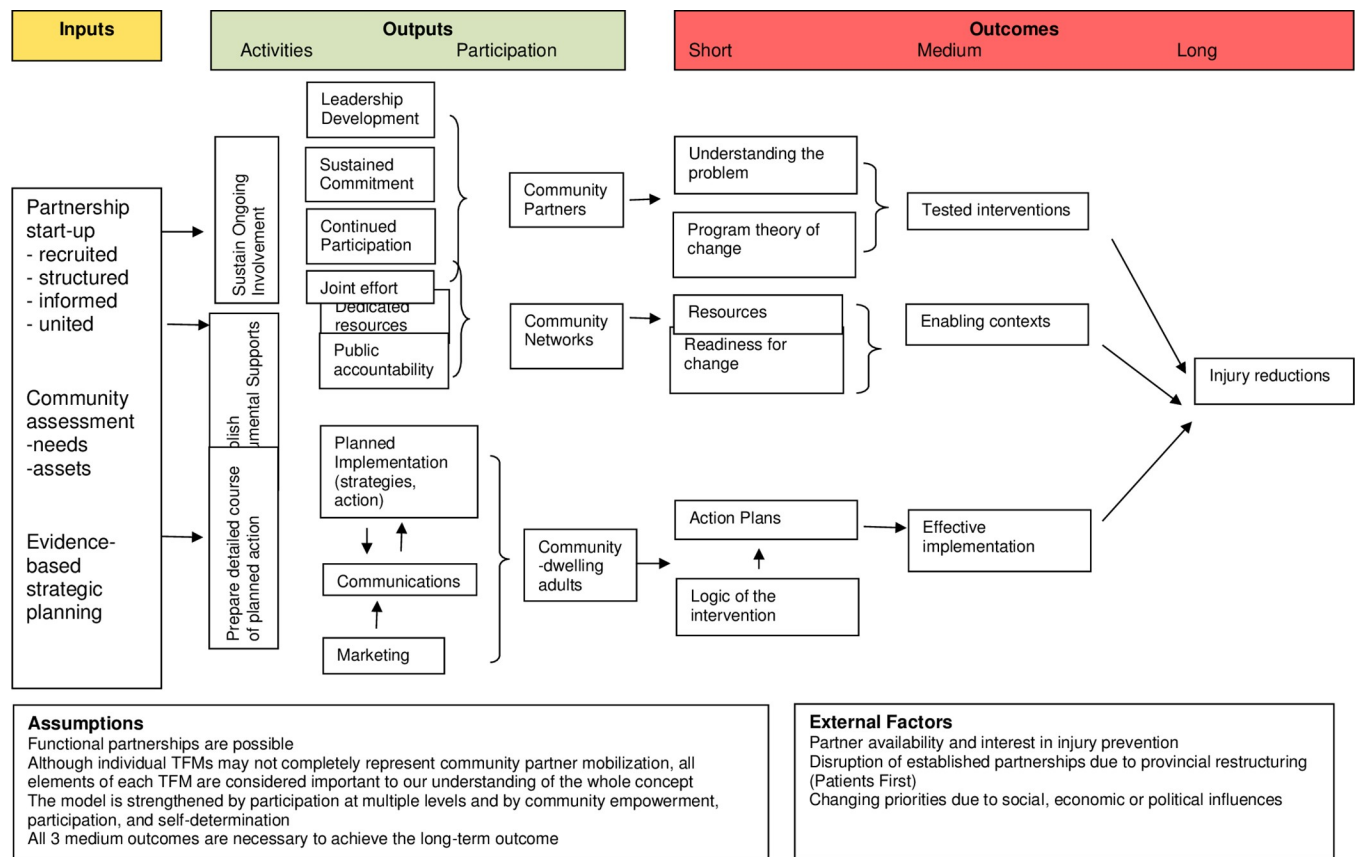 Inputs
Outputs
Activities
Participation
Outcomes
Short
Medium
Long
Partnership
start-up
- recruited
- structured
- informed
- united
Community
assessment
-needs
-assets
Evidence-
based
strategic
planning
Sustain Ongoing
Involvement
Supports
Prepare detailed course
of planned action
Leadership
Development
Sustained
Commitment
Continued
Participation
Joint effort
Dedicated
resources
Public
accountability
Planned
Implementation
(strategies,
action)
Communications
Marketing
Community
Partners
Community
Networks
Community
-dwelling
adults
Understanding the
problem
Program theory of
change
Resources
Readiness for
change
Action Plans
Logic of the
intervention
Tested interventions
Enabling contexts
Effective
implementation
Injury reductions
Assumptions
Functional partnerships are possible
Although individual TFMs may not completely represent community partner mobilization, all
elements of each TFM are considered important to our understanding of the whole concept
The model is strengthened by participation at multiple levels and by community empowerment,
participation, and self-determination
All 3 medium outcomes are necessary to achieve the long-term outcome
External Factors
Partner availability and interest in injury prevention
Disruption of established partnerships due to provincial restructuring
(Patients First)
Changing priorities due to social, economic or political influences